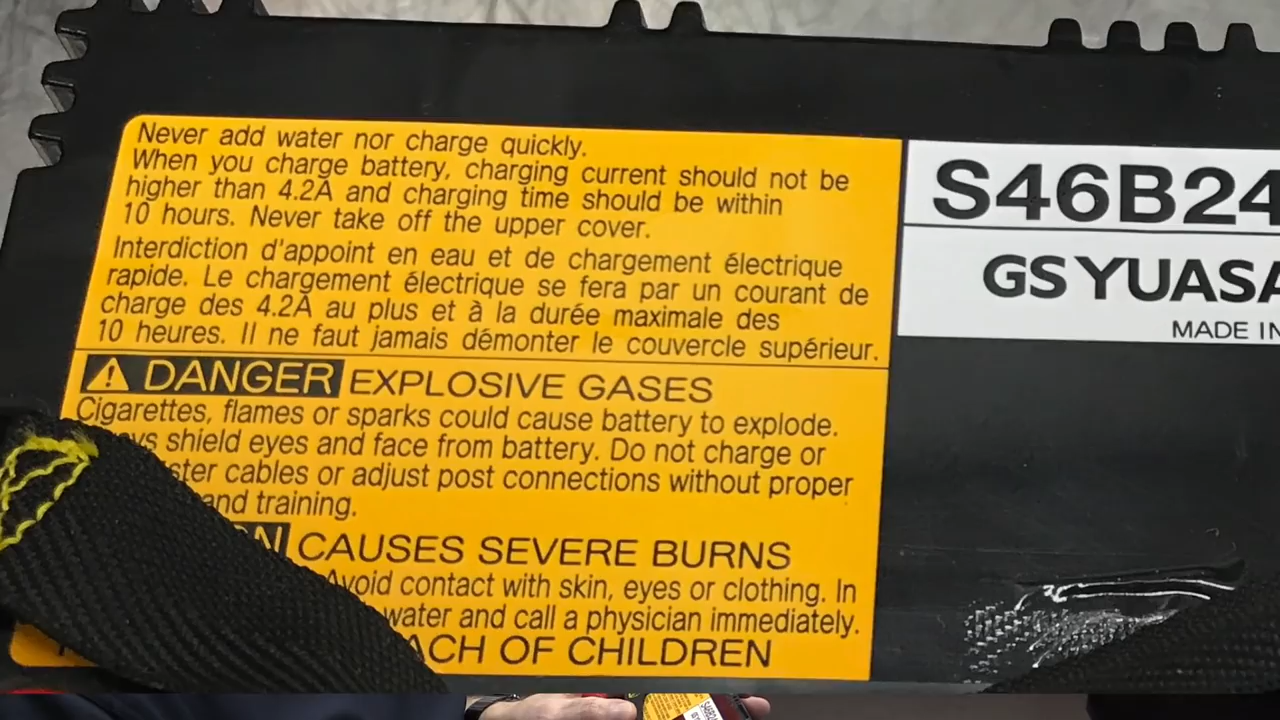 Never add water nor charge quickly.
When you charge battery, charging current should not be
higher than 4.2A and charging time should be within
10 hours. Never take off the upper cover.
Interdiction d'appoint en eau et de chargement électrique
rapide. Le chargement électrique se fera par un courant de
charge des 4.2A au plus et à la durée maximale des
10 heures. Il ne faut jamais démonter le couvercle supérieur.
DANGER EXPLOSIVE GASES
Cigarettes, flames or sparks could cause battery to explode.
shield eyes and face from battery. Do not charge or
cables or adjust post connections without proper
and training.
CAUSES SEVERE BURNS
Avoid contact with skin, eyes or clothing. In
water and call a physician immediately.
OF CHILDREN
S46B24
GS YUASA
MADE IN